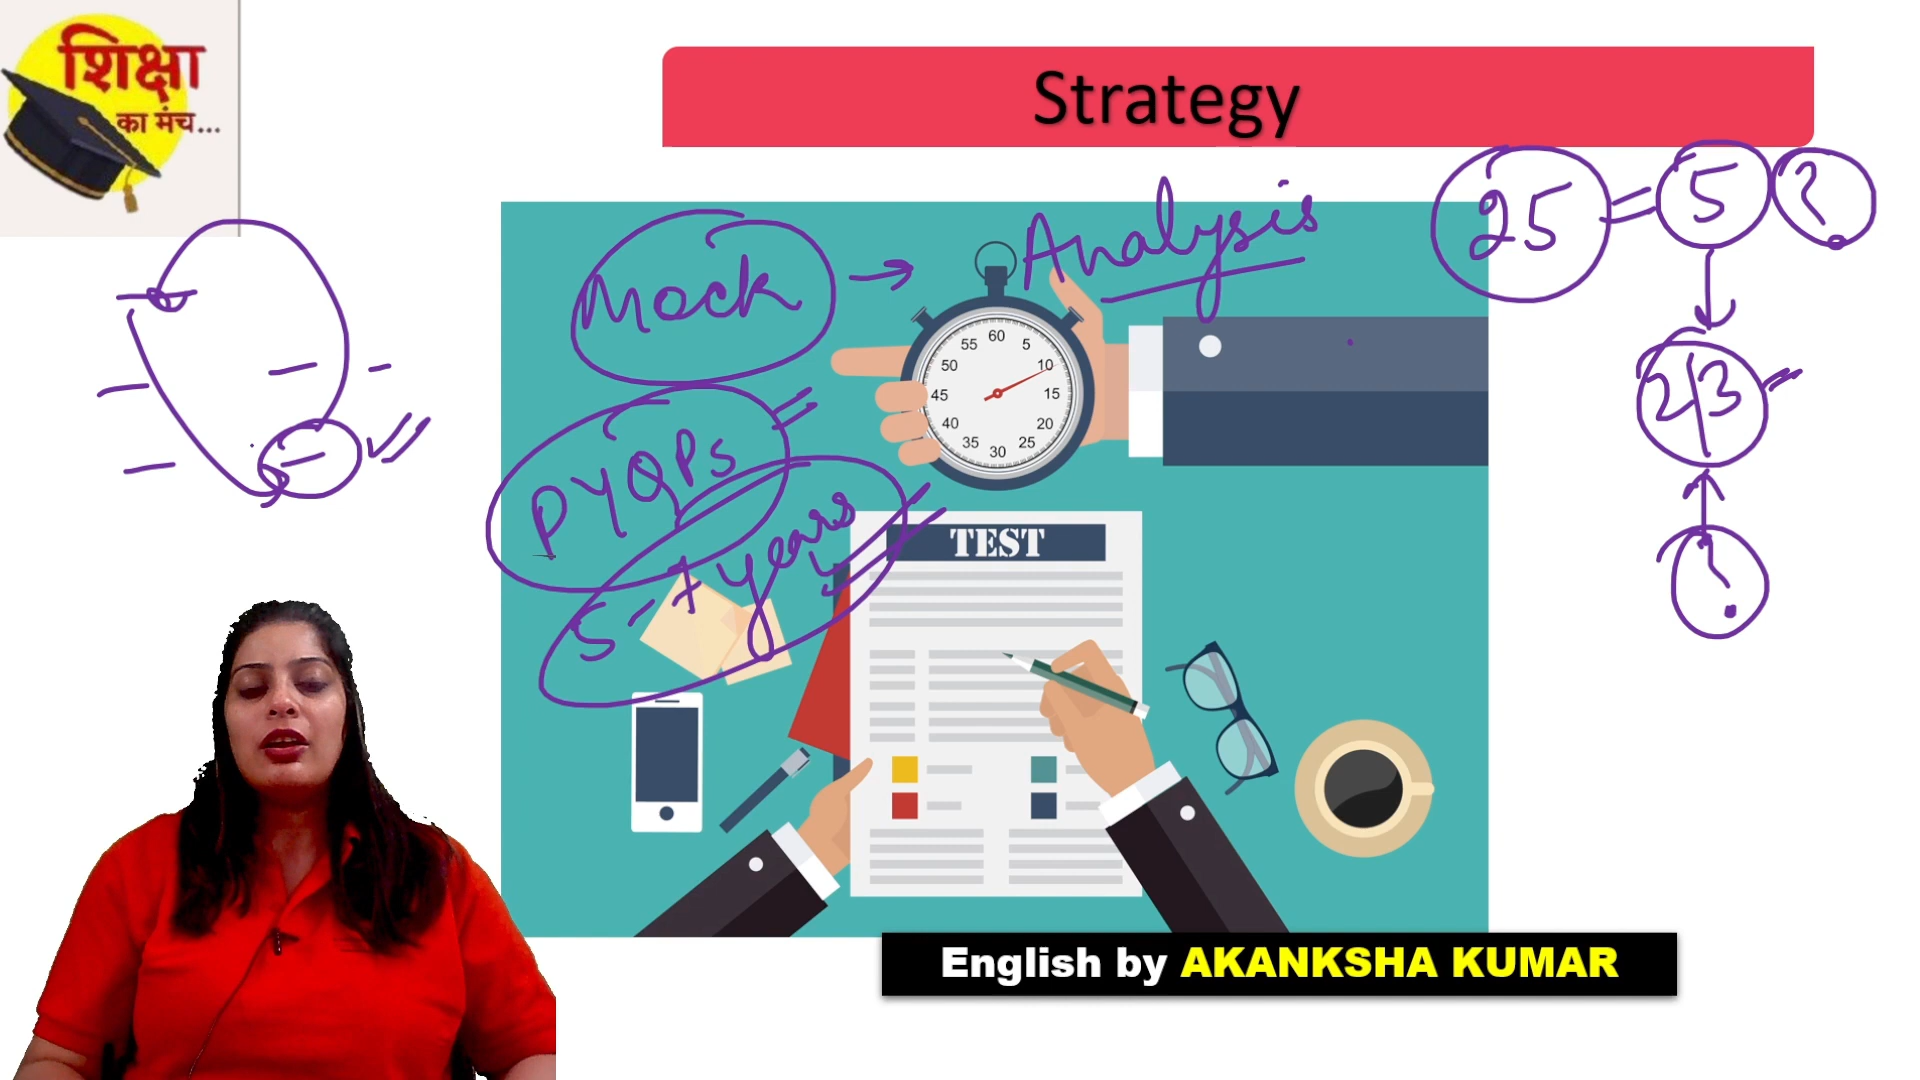 शिक्षा
का मंच...
Strategy
Mock → Analysis
25 = 5 ?
2/3
PYQPs
5-7 years
?
60
55 5
50 10
45 15
40 20
35 25
30
TEST
English by AKANKSHA KUMAR